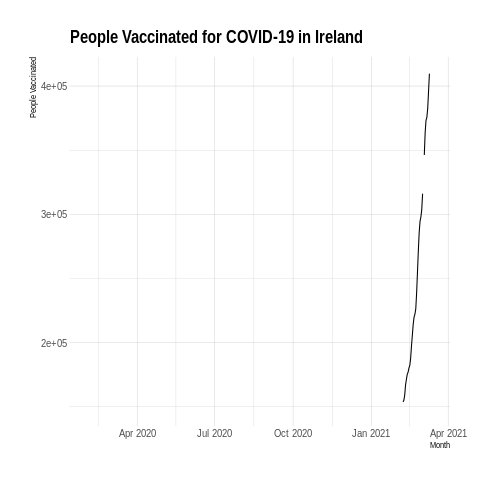 People Vaccinated for COVID-19 in Ireland
People Vaccinated
4e+05
3e+05
2e+05
Apr 2020 Jul 2020 Oct 2020 Jan 2021 Apr 2021
Month